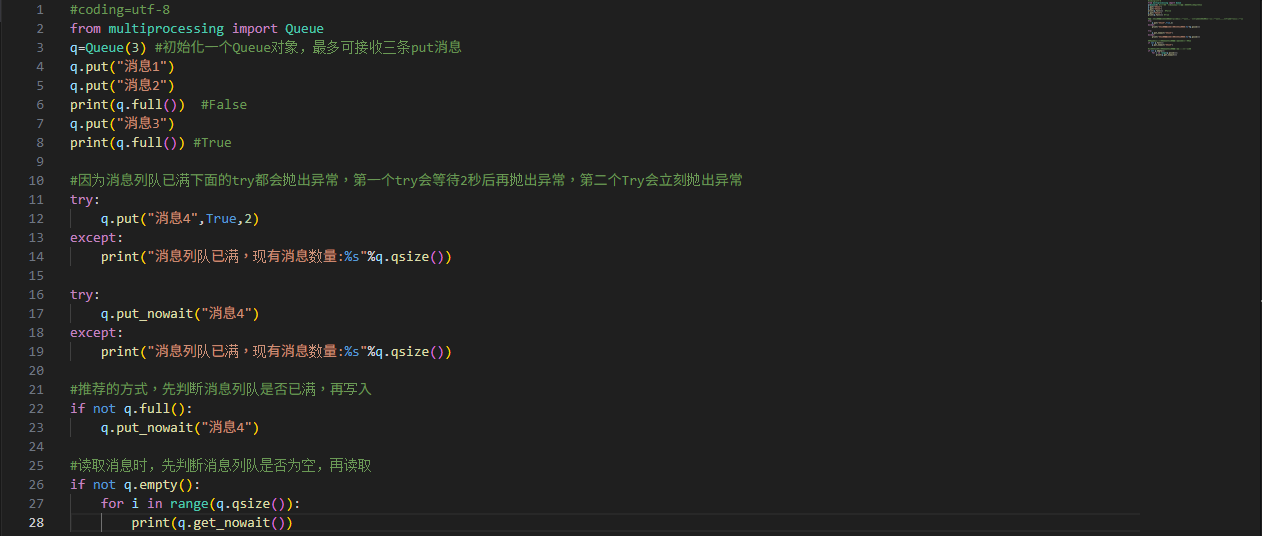 1 #coding=utf-8
2 from multiprocessing import Queue
3 q=Queue(3) #初始化一个Queue对象，最多可接收三条put消息
4 q.put("消息1")
5 q.put("消息2")
6 print(q.full())  #False
7 q.put("消息3")
8 print(q.full()) #True
9
10 #因为消息列队已满下面的try都会抛出异常，第一个try会等待2秒后再抛出异常，第二个Try会立刻抛出异常
11 try:
12     q.put("消息4",True,2)
13 except:
14     print("消息列队已满，现有消息数量:%s"%q.qsize())
15
16 try:
17     q.put_nowait("消息4")
18 except:
19     print("消息列队已满，现有消息数量:%s"%q.qsize())
20
21 #推荐的方式，先判断消息列队是否已满，再写入
22 if not q.full():
23     q.put_nowait("消息4")
24
25 #读取消息时，先判断消息列队是否为空，再读取
26 if not q.empty():
27     for i in range(q.qsize()):
28         print(q.get_nowait())